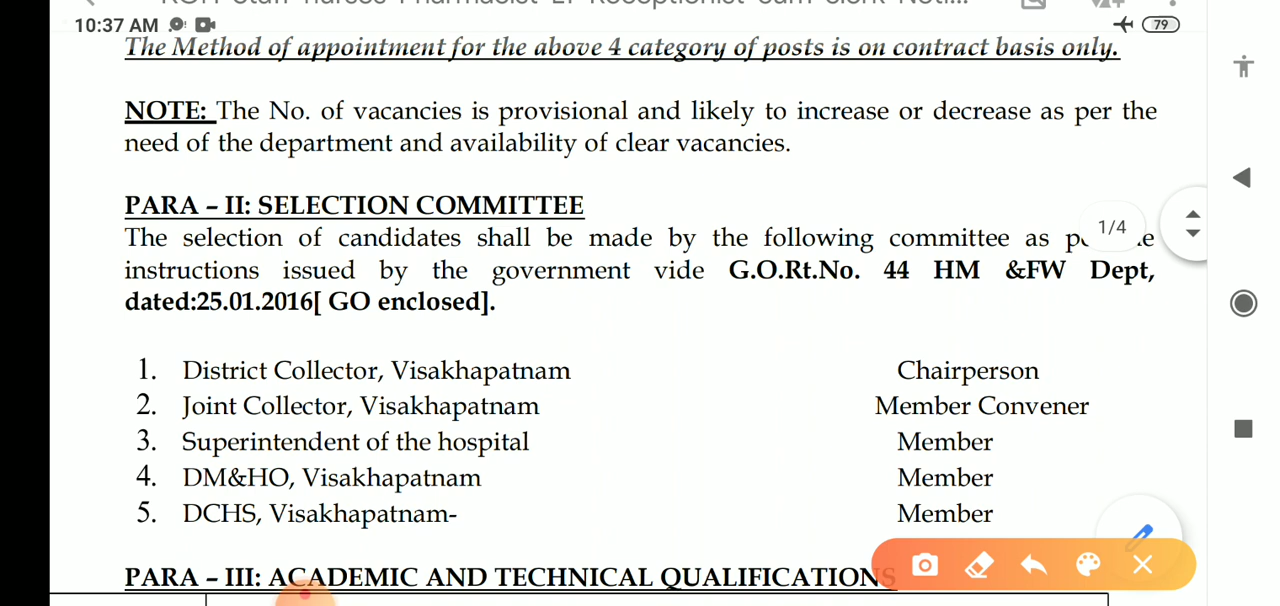 10:37 AM
79
The Method of appointment for the above 4 category of posts is on contract basis only.
NOTE: The No. of vacancies is provisional and likely to increase or decrease as per the
need of the department and availability of clear vacancies.
PARA – II: SELECTION COMMITTEE
The selection of candidates shall be made by the following committee as
1/4
instructions issued by the government vide G.O.Rt.No. 44 HM &FW Dept,
dated:25.01.2016[ GO enclosed].
1. District Collector, Visakhapatnam Chairperson
2. Joint Collector, Visakhapatnam Member Convener
3. Superintendent of the hospital Member
4. DM&HO, Visakhapatnam Member
5. DCHS, Visakhapatnam- Member
PARA – III: ACADEMIC AND TECHNICAL QUALIFICATIONS